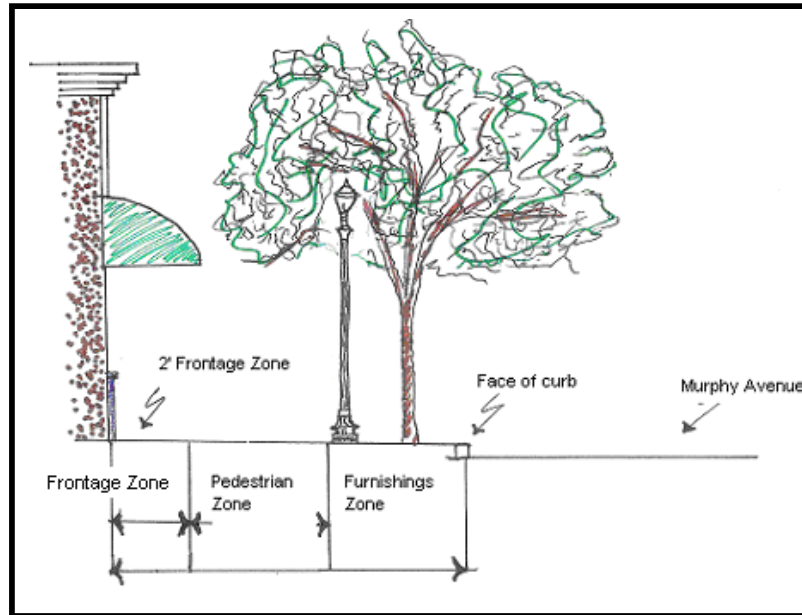 2' Frontage Zone
Face of curb
Murphy Avenue
Frontage Zone
Pedestrian
Zone
Furnishings
Zone